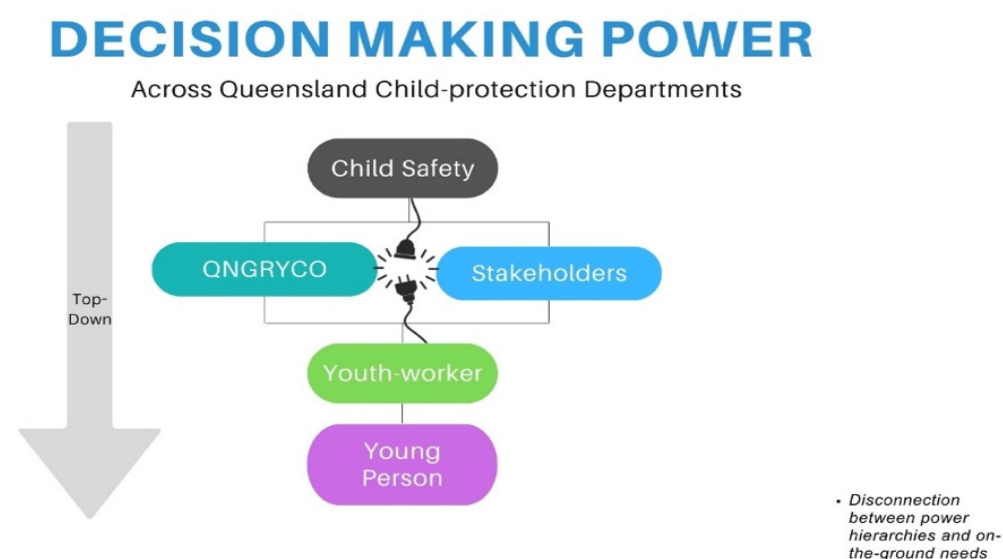 DECISION MAKING POWER
Across Queensland Child-protection Departments
Child Safety
QNGRYCO
Stakeholders
Top-
Down
Youth-worker
Young
Person
• Disconnection
between power
hierarchies and on-
the-ground needs